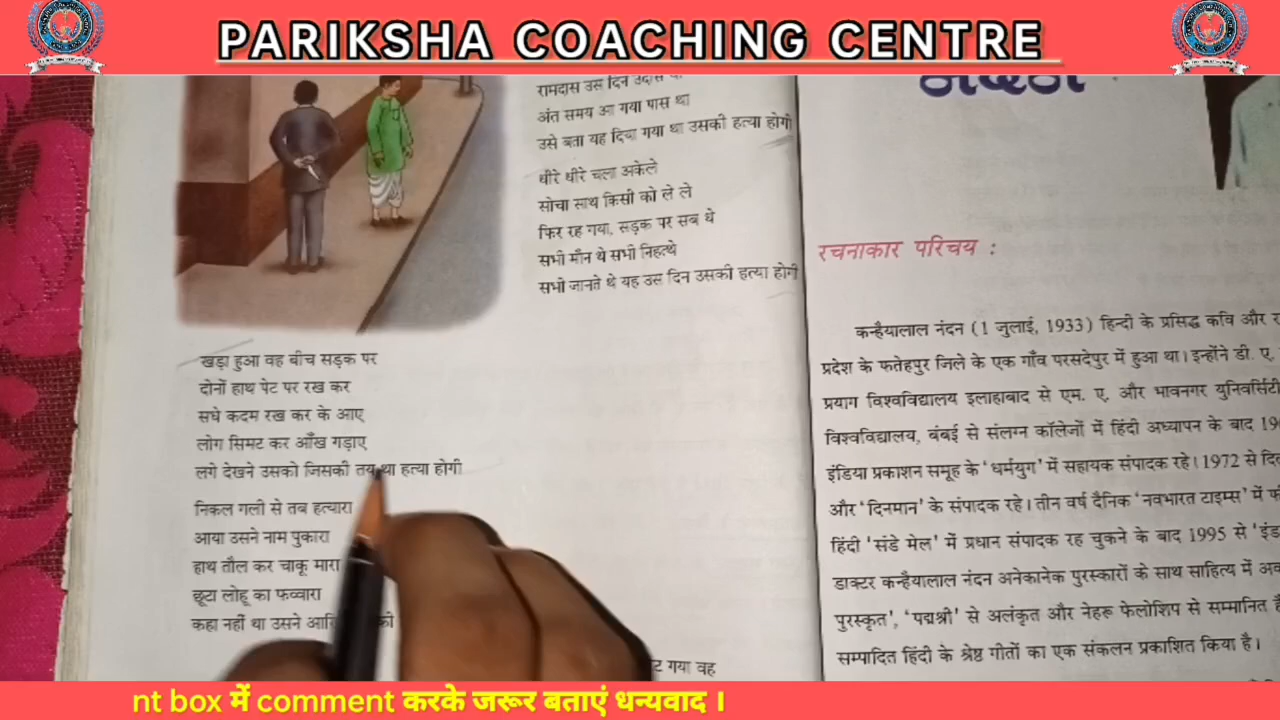 PARIKSHA COACHING CENTRE
रामदास उस दिन उदास था
अंत समय आ गया पास था
उसे बता यह दिया गया था उसकी हत्या होगी
धीरे धीरे चला अकेले
सोचा साथ किसी को ले ले
फिर रह गया, सड़क पर सब थे
सभी मौन थे सभी निहत्थे
सभी जानते थे यह उस दिन उसकी हत्या होगी
खड़ा हुआ वह बीच सड़क पर
दोनों हाथ पेट पर रख कर
सधे कदम रख कर के आए
लोग सिमट कर आँख गड़ाए
लगे देखने उसको जिसकी तय था हत्या होगी
निकल गली से तब हत्यारा
आया उसने नाम पुकारा
हाथ तौल कर चाकू मारा
छूटा लोहू का फव्वारा
कहा नहीं था उसने
गया वह
रचनाकार परिचय :
कन्हैयालाल नंदन (1 जुलाई, 1933) हिन्दी के प्रसिद्ध कवि और
प्रदेश के फतेहपुर जिले के एक गाँव परसदेपुर में हुआ था। इन्होंने डी. ए.
प्रयाग विश्वविद्यालय इलाहाबाद से एम. ए. और भावनगर युनिवर्सिटी
विश्वविद्यालय, बंबई से संलग्न कॉलेजों में हिंदी अध्यापन के बाद 19
इंडिया प्रकाशन समूह के 'धर्मयुग' में सहायक संपादक रहे। 1972 से
और 'दिनमान' के संपादक रहे। तीन वर्ष दैनिक 'नवभारत टाइम्स' में
हिंदी 'संडे मेल' में प्रधान संपादक रह चुकने के बाद 1995 से
डाक्टर कन्हैयालाल नंदन अनेकानेक पुरस्कारों के साथ साहित्य में
पुरस्कृत', 'पद्मश्री' से अलंकृत और नेहरू फेलोशिप से सम्मानित
सम्पादित हिंदी के श्रेष्ठ गीतों का एक संकलन प्रकाशित किया है।
nt box में comment करके जरूर बताएं धन्यवाद ।